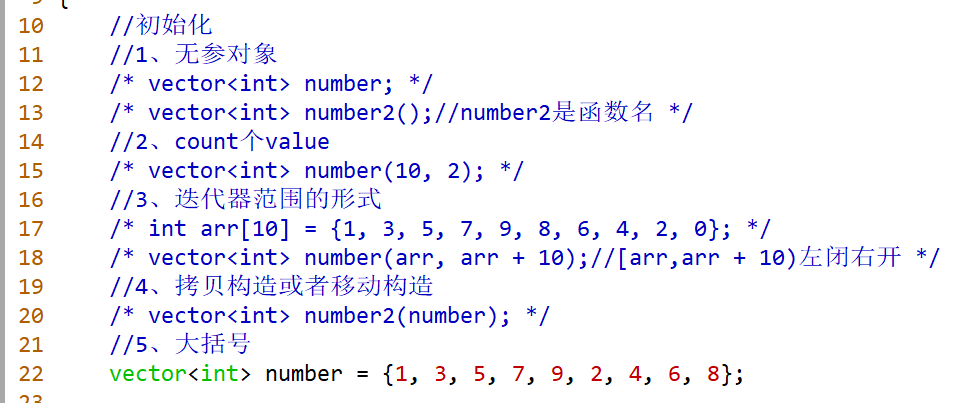 9 {
10 //初始化
11 //1、无参对象
12 /* vector<int> number; */
13 /* vector<int> number2();//number2是函数名 */
14 //2、count个value
15 /* vector<int> number(10, 2); */
16 //3、迭代器范围的形式
17 /* int arr[10] = {1, 3, 5, 7, 9, 8, 6, 4, 2, 0}; */
18 /* vector<int> number(arr, arr + 10);//[arr,arr + 10)左闭右开 */
19 //4、拷贝构造或者移动构造
20 /* vector<int> number2(number); */
21 //5、大括号
22 vector<int> number = {1, 3, 5, 7, 9, 2, 4, 6, 8};
23